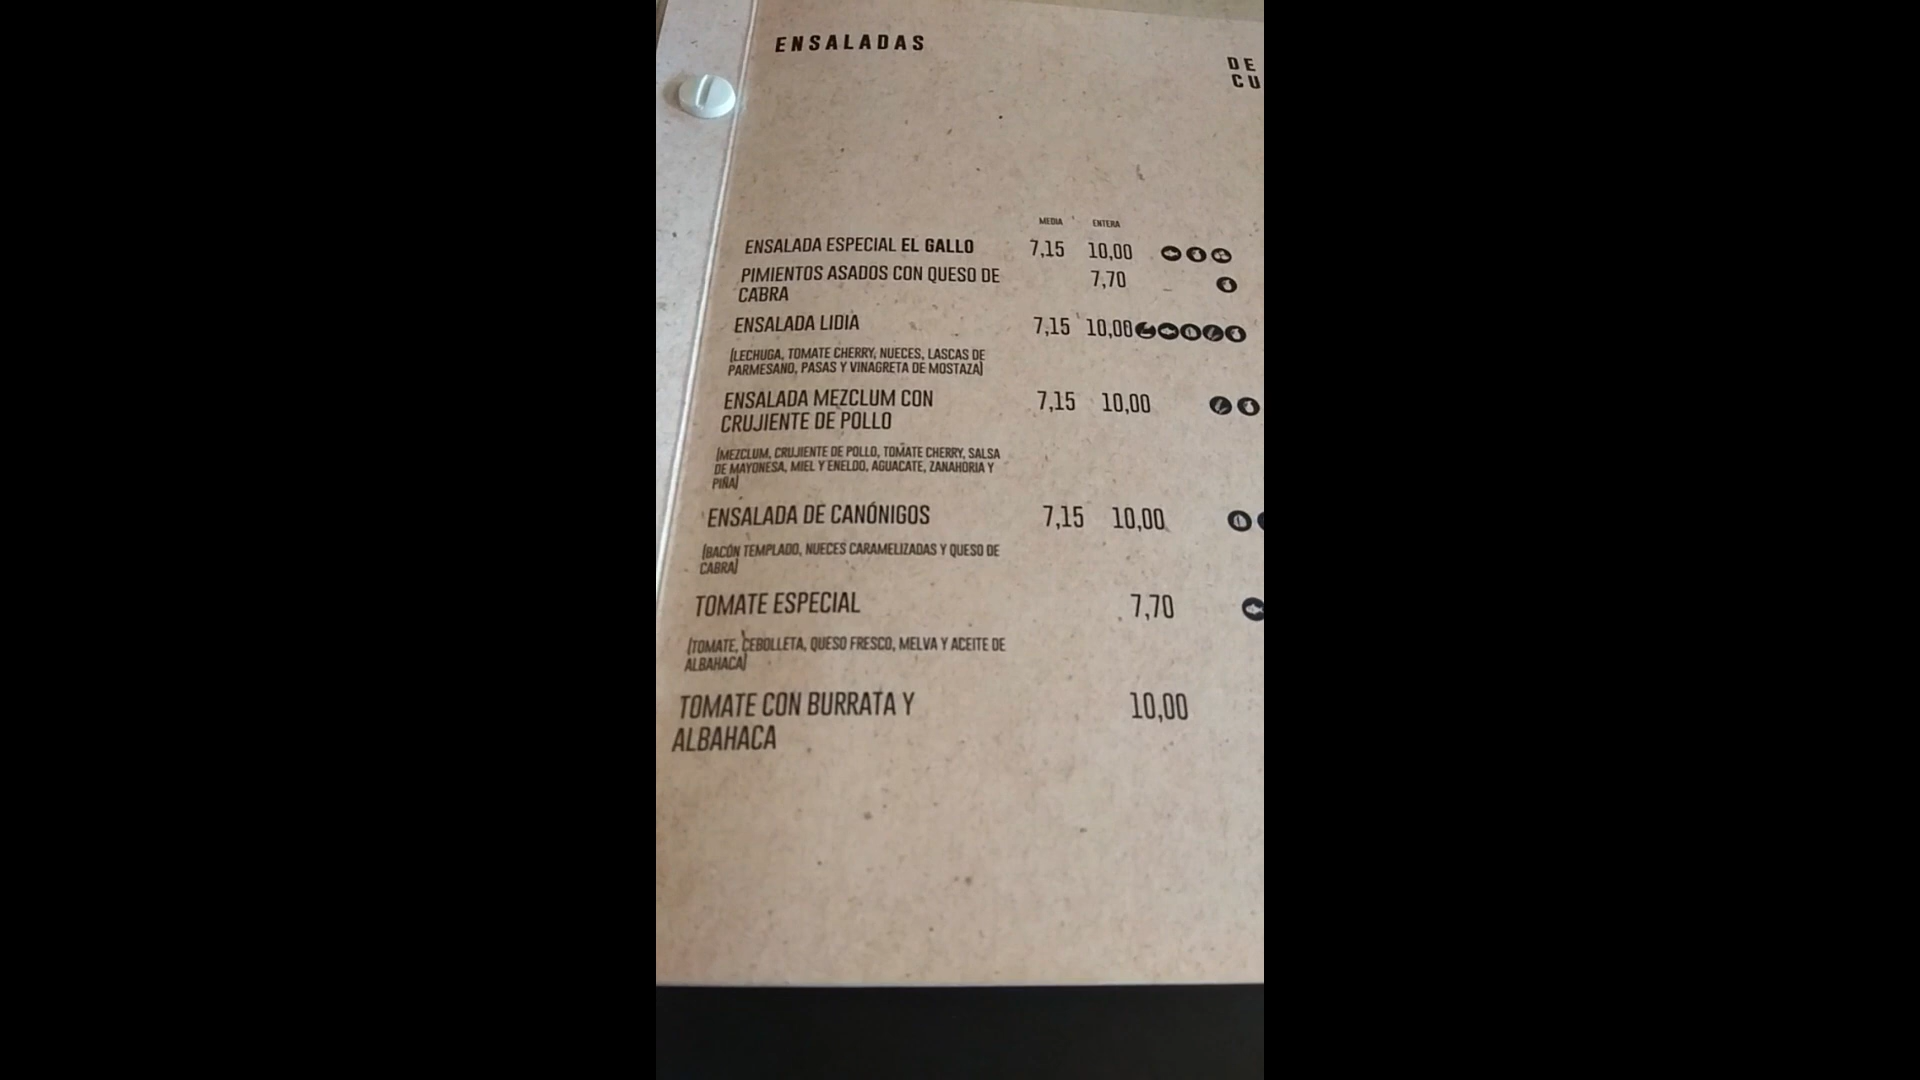 ENSALADAS
DE
CU
MEDIA ENTERA
ENSALADA ESPECIAL EL GALLO 7,15 10,00
PIMIENTOS ASADOS CON QUESO DE 7,70
CABRA
ENSALADA LIDIA 7,15 10,00
(LECHUGA, TOMATE CHERRY, NUECES, LASCAS DE
PARMESANO, PASAS Y VINAGRETA DE MOSTAZA)
ENSALADA MEZCLUM CON 7,15 10,00
CRUJIENTE DE POLLO
(MEZCLUM, CRUJIENTE DE POLLO, TOMATE CHERRY, SALSA
DE MAYONESA, MIEL Y ENELDO, AGUACATE, ZANAHORIA Y
PIÑA)
ENSALADA DE CANÓNIGOS 7,15 10,00
(BACÓN TEMPLADO, NUECES CARAMELIZADAS Y QUESO DE
CABRA)
TOMATE ESPECIAL 7,70
(TOMATE, CEBOLLETA, QUESO FRESCO, MELVA Y ACEITE DE
ALBAHACA)
TOMATE CON BURRATA Y 10,00
ALBAHACA